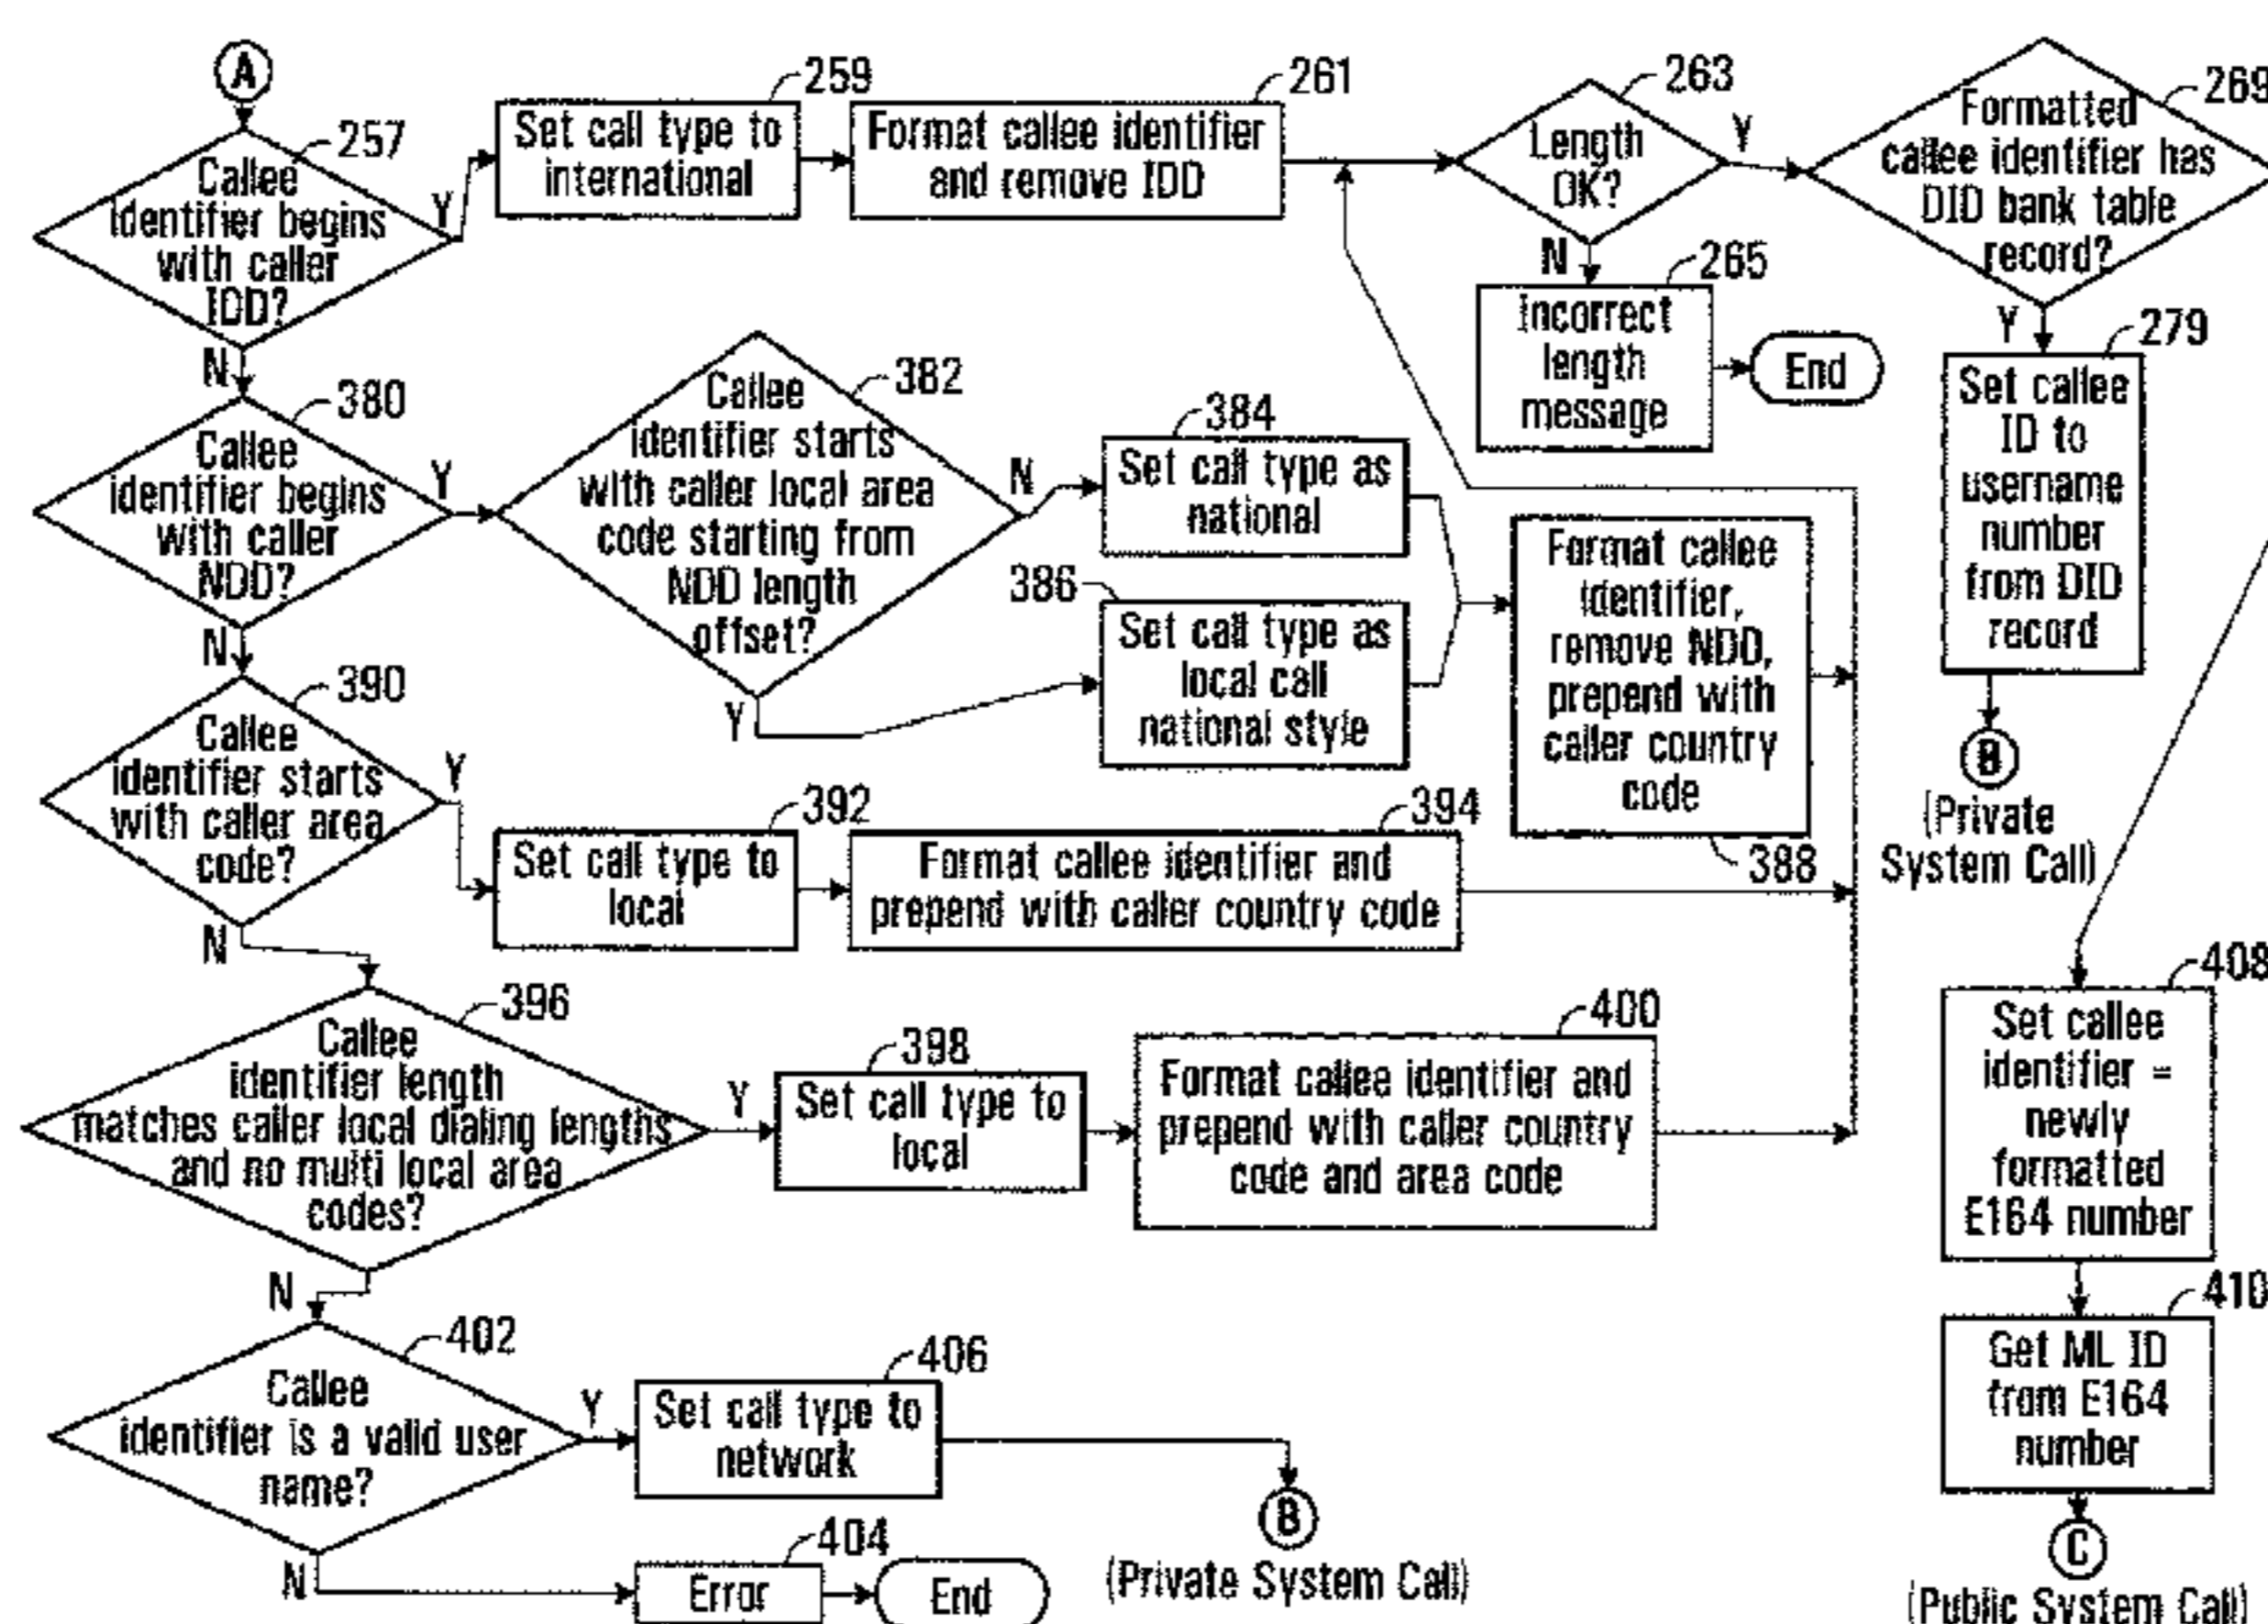 A
257
Callee
identifier begins
with caller
IDD?
Y
N
259
Set call type to
international
261
Format callee identifier
and remove IDD
263
Length
OK?
Y
N
265
Incorrect
length
message
End
269
Formatted
callee identifier has
DID bank table
record?
Y
279
Set callee
ID to
username
number
from DID
record
B
(Private
System Call)
380
Callee
identifier begins
with caller
NDD?
Y
N
382
Callee
identifier starts
with caller local area
code starting from
NDD length
offset?
N
Y
384
Set call type as
national
386
Set call type as
local call
national style
Format callee
identifier,
remove NDD,
prepend with
caller country
code
388
390
Callee
identifier starts
with caller area
code?
Y
N
392
Set call type to
local
394
Format callee identifier and
prepend with caller country code
396
Callee
identifier length
matches caller local dialing lengths
and no multi local area
codes?
Y
N
398
Set call type to
local
400
Format callee identifier and
prepend with caller country
code and area code
402
Callee
identifier is a valid user
name?
Y
N
406
Set call type to
network
B
(Private System Call)
404
Error
End
408
Set callee
identifier =
newly
formatted
E164 number
410
Get ML ID
from E164
number
C
(Public System Call)